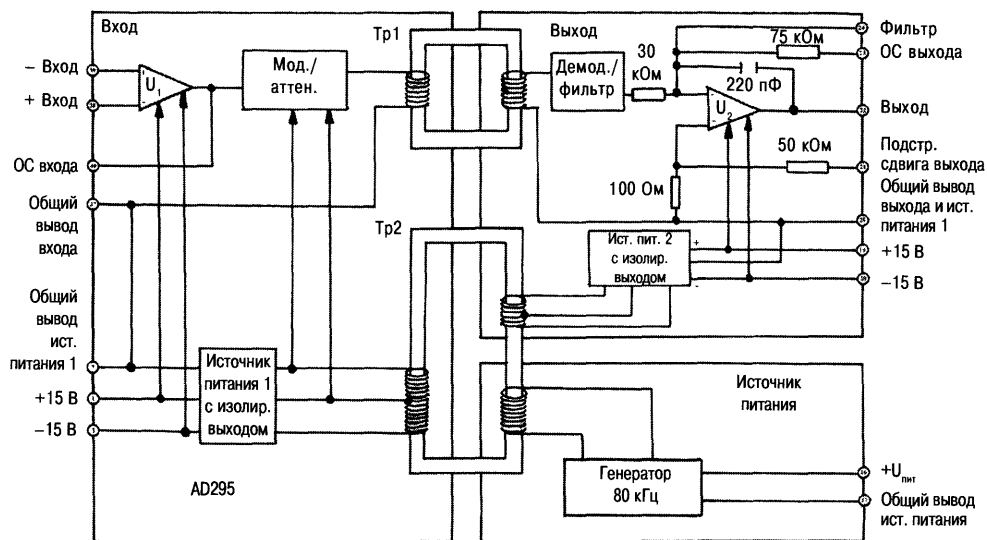 Вход
– Вход
+ Вход
U₁
Мод./
аттен.
ОС входа
Общий
вывод
входа
Общий
вывод
ист.
питания 1
+15 В
–15 В
Источник
питания 1
с изолир.
выходом
AD295
Тр1
Тр2
Выход
Демод./
фильтр
30
кОм
75 кОм
220 пФ
U₂
50 кОм
100 Ом
Ист. пит. 2
с изолир.
выходом
+
-
Фильтр
ОС выхода
Выход
Подстр.
сдвига выхода
Общий вывод
выхода и ист.
питания 1
+15 В
–15 В
Источник
питания
Генератор
80 кГц
+Uпит
Общий вывод
ист. питания